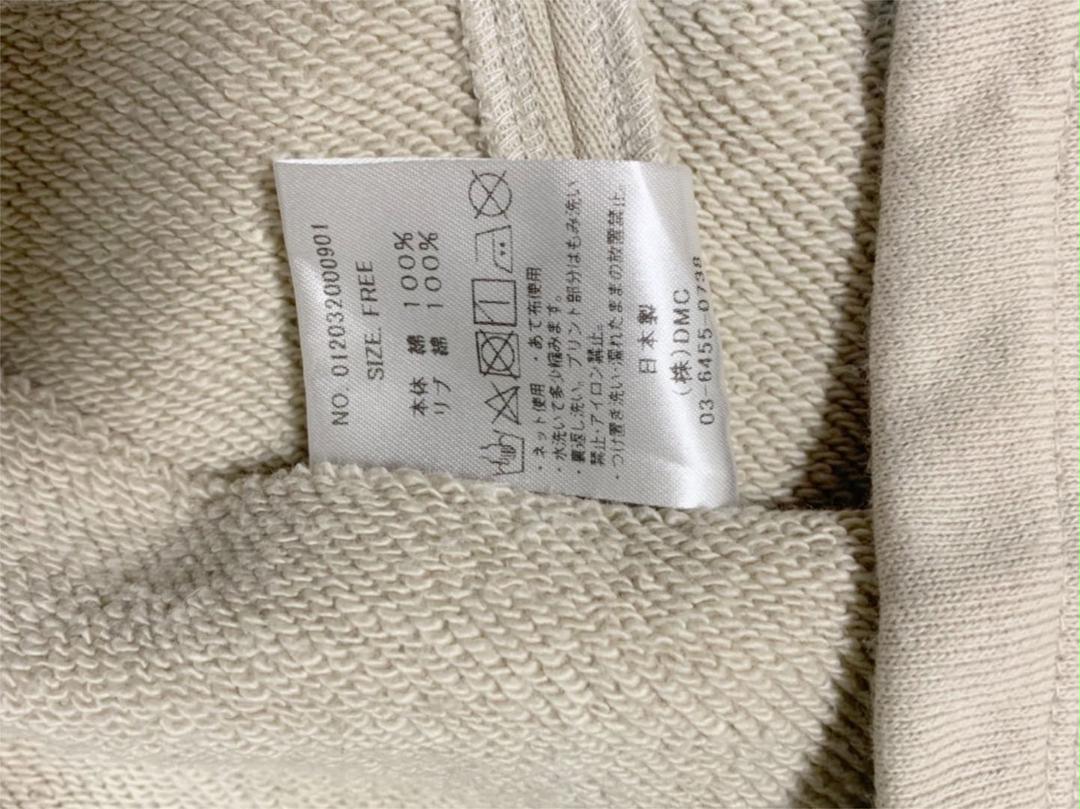 NO. 0120320009​01
SIZE. FREE
本体 綿 100%
リブ 綿 100%
・ネット使用 ・あて布使用
・水洗いで多少縮みます。
・裏返し洗い。プリント部分はもみ洗い
禁止・アイロン禁止。
・つけ置き洗い・濡れたままの放置禁止。
日本製
(株)DMC
03-6455-0738